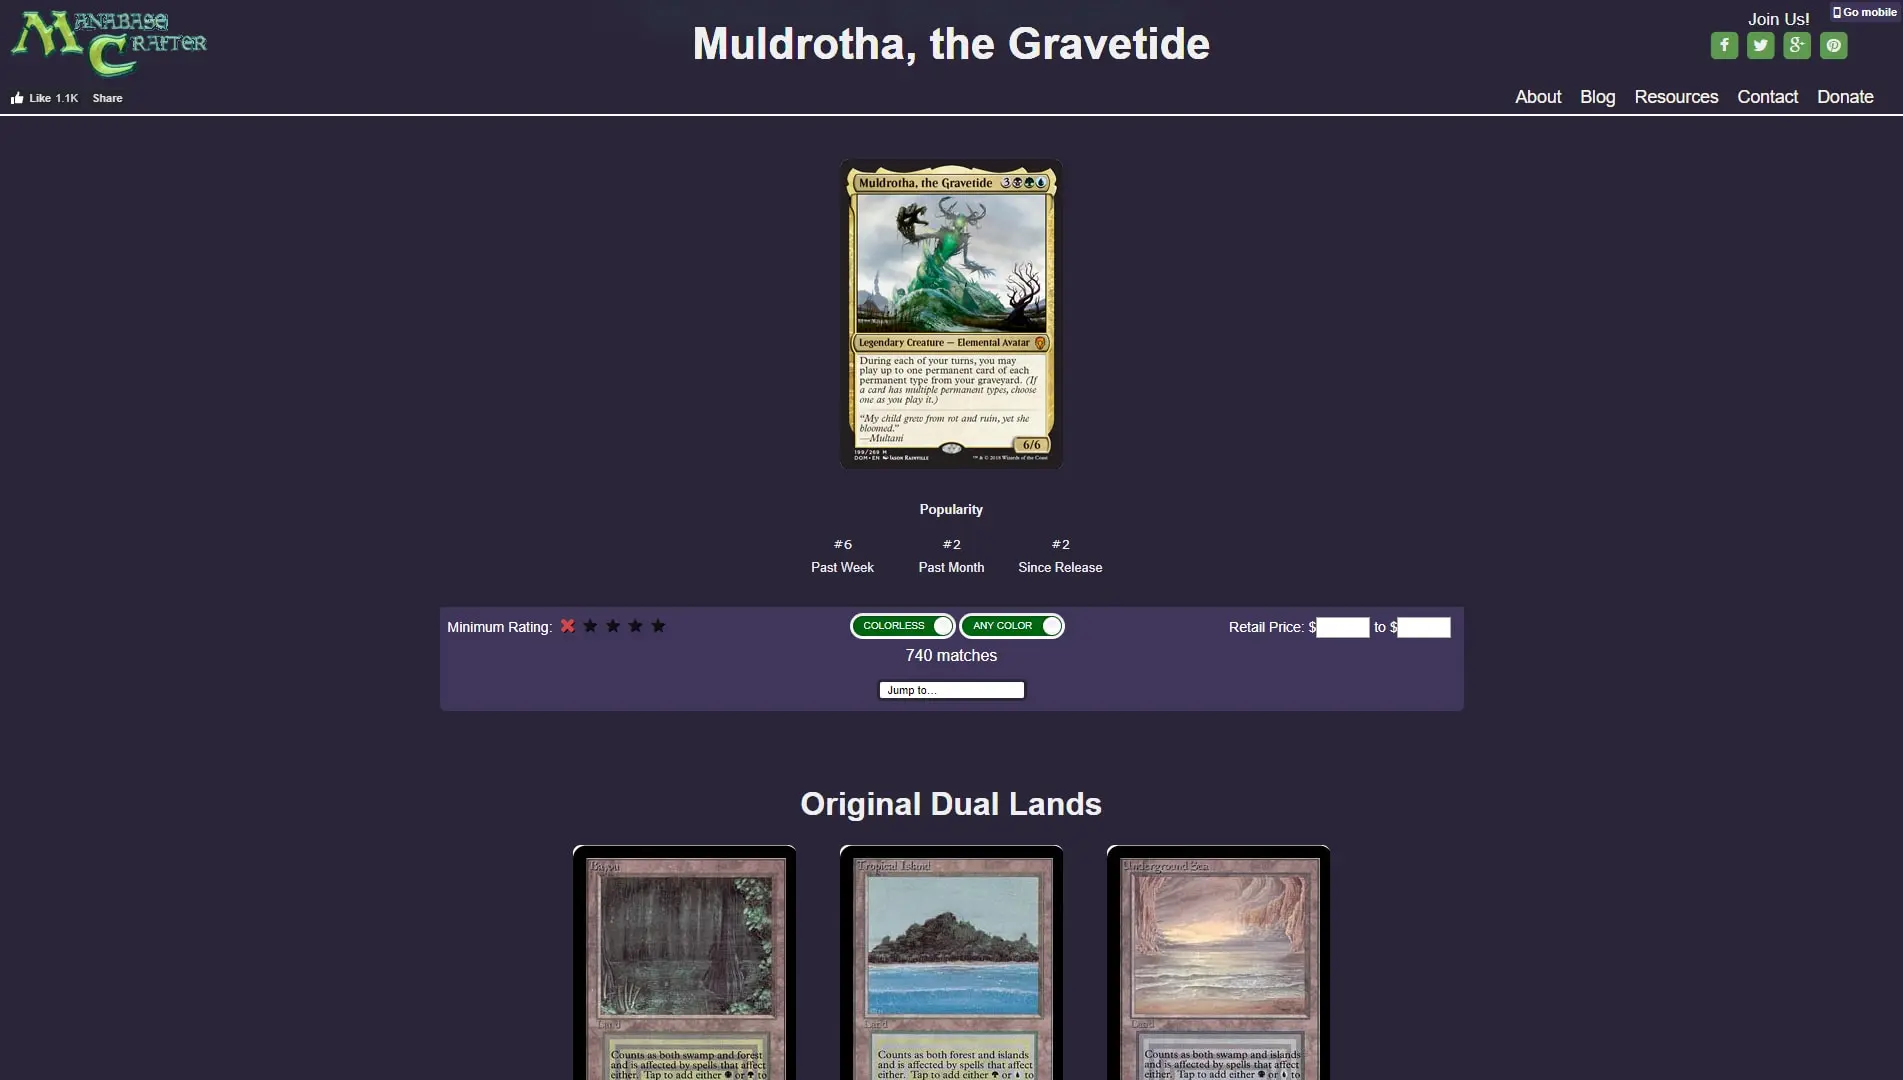 MANABASE
CRAFTER
Muldrotha, the Gravetide
Join Us!
Go mobile
Like 1.1K Share
About Blog Resources Contact Donate
Muldrotha, the Gravetide 3
Legendary Creature — Elemental Avatar
During each of your turns, you may
play up to one permanent card of each
permanent type from your graveyard. (If
a card has multiple permanent types, choose
one as you play it.)
“My child grew from rot and ruin, yet she
bloomed.”
—Multani
6/6
199/269 M
DOM • EN Jason Rainville
™ & © 2018 Wizards of the Coast
Popularity
#6 #2 #2
Past Week Past Month Since Release
Minimum Rating:
COLORLESS ANY COLOR
Retail Price: $ to $
740 matches
Jump to...
Original Dual Lands
Bayou
Land
Counts as both swamp and forest
and is affected by spells that affect
either. Tap to add either or to
Tropical Island
Land
Counts as both forest and islands
and is affected by spells that affect
either. Tap to add either or to
Underground Sea
Land
Counts as both swamp and islands
and is affected by spells that affect
either. Tap to add either or to